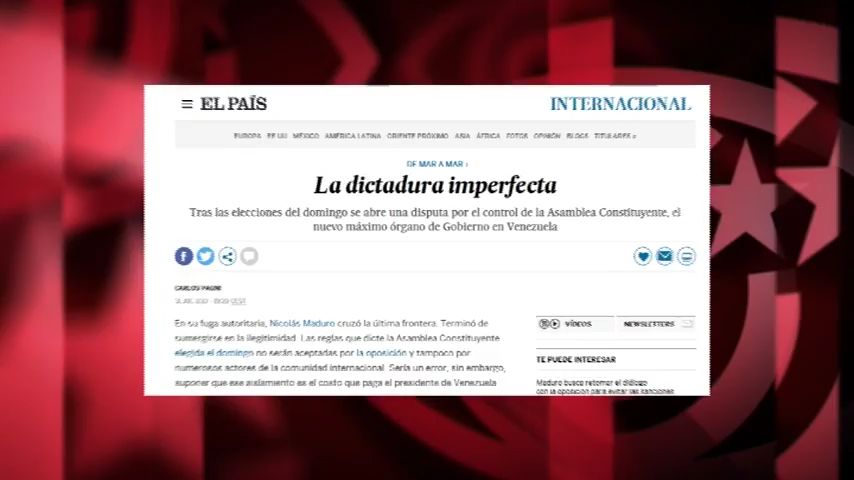 EL PAÍS
INTERNACIONAL
EUROPA EE UU MÉXICO AMÉRICA LATINA ORIENTE PRÓXIMO ASIA ÁFRICA FOTOS OPINIÓN BLOGS TITULARES »
DE MAR A MAR ›
La dictadura imperfecta
Tras las elecciones del domingo se abre una disputa por el control de la Asamblea Constituyente, el
nuevo máximo órgano de Gobierno en Venezuela
CARLOS PAGNI
En su fuga autoritaria, Nicolás Maduro cruzó la última frontera. Terminó de
sumergirse en la ilegitimidad. Las reglas que dicte la Asamblea Constituyente
elegida el domingo no serán aceptadas por la oposición y tampoco por
numerosos actores de la comunidad internacional. Sería un error, sin embargo,
suponer que ese aislamiento es el costo que paga el presidente de Venezuela
VÍDEOS
NEWSLETTERS
TE PUEDE INTERESAR
Maduro busca retomar el diálogo
con la oposición para evitar las sanciones